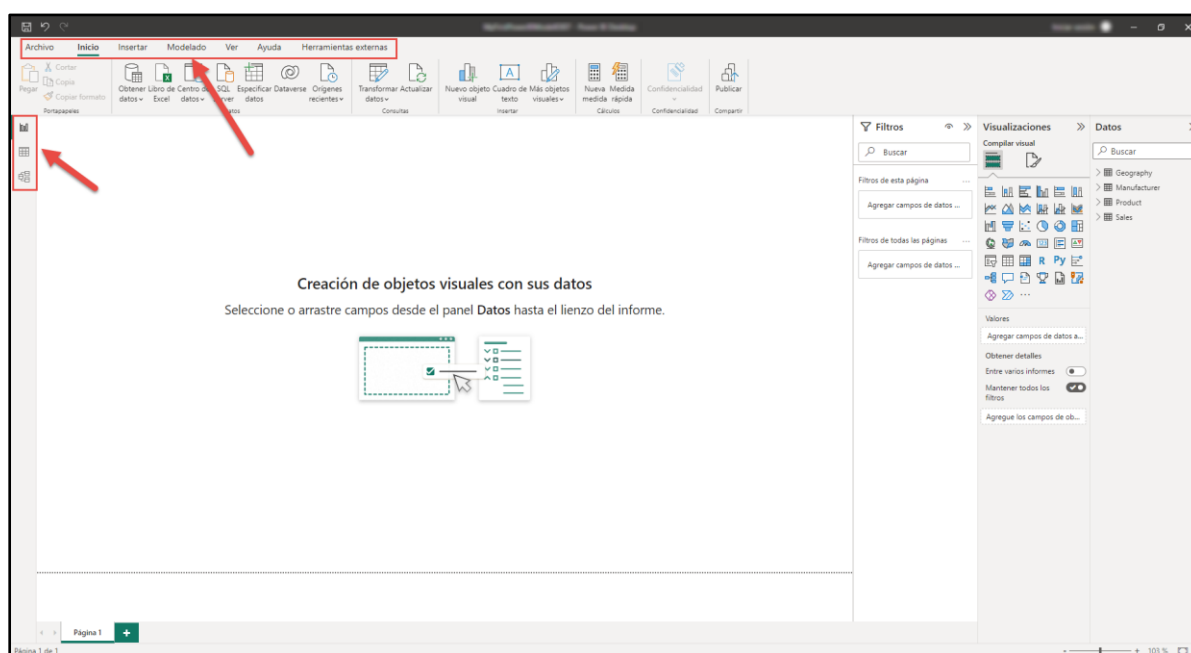 Archivo Inicio Insertar Modelado Ver Ayuda Herramientas externas
Pegar
Cortar
Copia
Copiar formato
Portapapeles
Obtener datos
Libro de Excel
Centro de datos
SQL
Especificar datos
Dataverse
Orígenes recientes
Transformar datos
Actualizar
Consultas
Nuevo objeto visual
Cuadro de texto
Más objetos visuales
Insertar
Nueva medida
Medida rápida
Cálculos
Confidencialidad
Confidencialidad
Publicar
Compartir
Creación de objetos visuales con sus datos
Seleccione o arrastre campos desde el panel Datos hasta el lienzo del informe.
Filtros
Buscar
Filtros de esta página ...
Agregar campos de datos ...
Filtros de todas las páginas ...
Agregar campos de datos ...
Visualizaciones
Compilar visual
R Py
Valores
Agregar campos de datos a...
Obtener detalles
Entre varios informes
Mantener todos los
filtros
Agregue los campos de ob...
Datos
Buscar
Geography
Manufacturer
Product
Sales
Página 1
Página 1 de 1
103 %